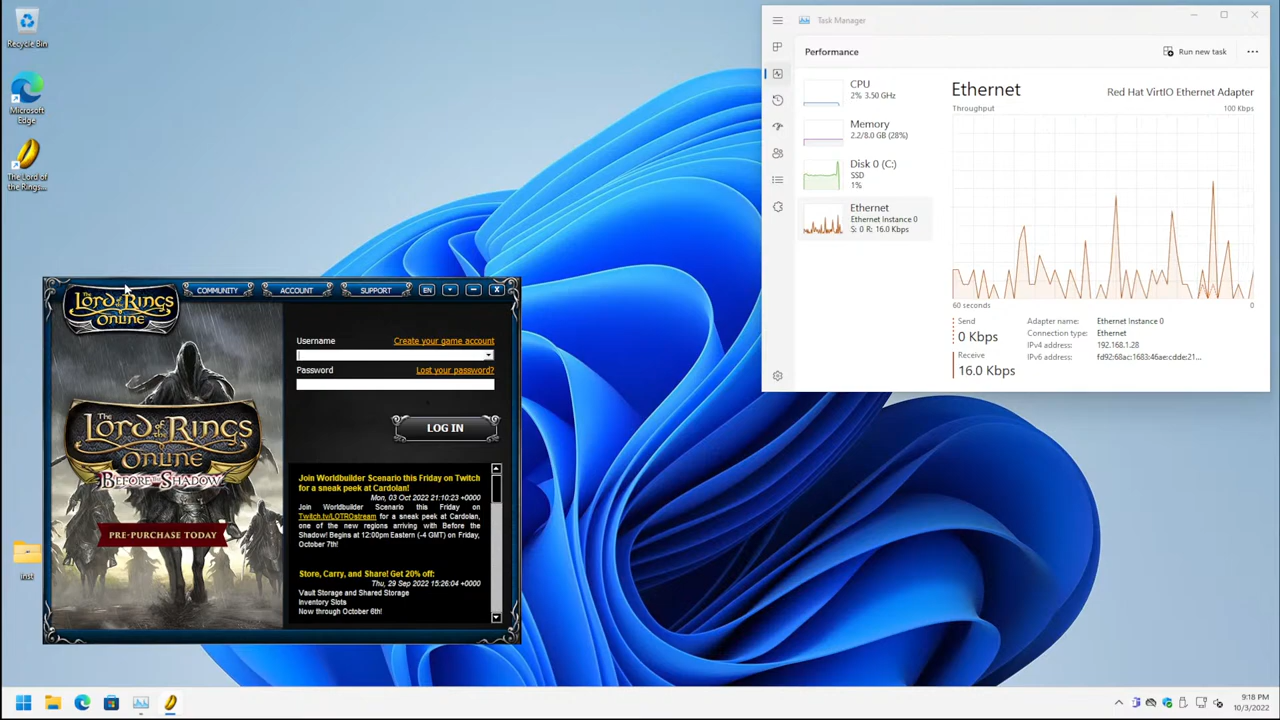 Recycle Bin
Microsoft
Edge
The Lord of
the Rings...
inst
The
Lord of the Rings
Online
COMMUNITY
ACCOUNT
SUPPORT
EN
X
The
Lord of the Rings
Online
Before the Shadow
PRE-PURCHASE TODAY
Username
Create your game account
Password
Lost your password?
LOG IN
Join Worldbuilder Scenario this Friday on Twitch
for a sneak peek at Cardolan!
Mon, 03 Oct 2022 21:10:23 +0000
Join Worldbuilder Scenario this Friday on
Twitch.tv/LOTROstream for a sneak peek at Cardolan,
one of the new regions arriving with Before the
Shadow! Begins at 12:00pm Eastern (-4 GMT) on Friday,
October 7th!
Store, Carry, and Share! Get 20% off:
Thu, 29 Sep 2022 15:26:04 +0000
Vault Storage and Shared Storage
Inventory Slots
Now through October 6th!
Task Manager
Performance
Run new task
CPU
2% 3.50 GHz
Memory
2.2/8.0 GB (28%)
Disk 0 (C:)
SSD
1%
Ethernet
Ethernet Instance 0
S: 0 R: 16.0 Kbps
Ethernet
Red Hat VirtIO Ethernet Adapter
Throughput
100 Kbps
60 seconds
0
Send
0 Kbps
Receive
16.0 Kbps
Adapter name: Ethernet Instance 0
Connection type: Ethernet
IPv4 address: 192.168.1.28
IPv6 address: fd92:68ac:1683:46ae:cdde:21...
9:18 PM
10/3/2022